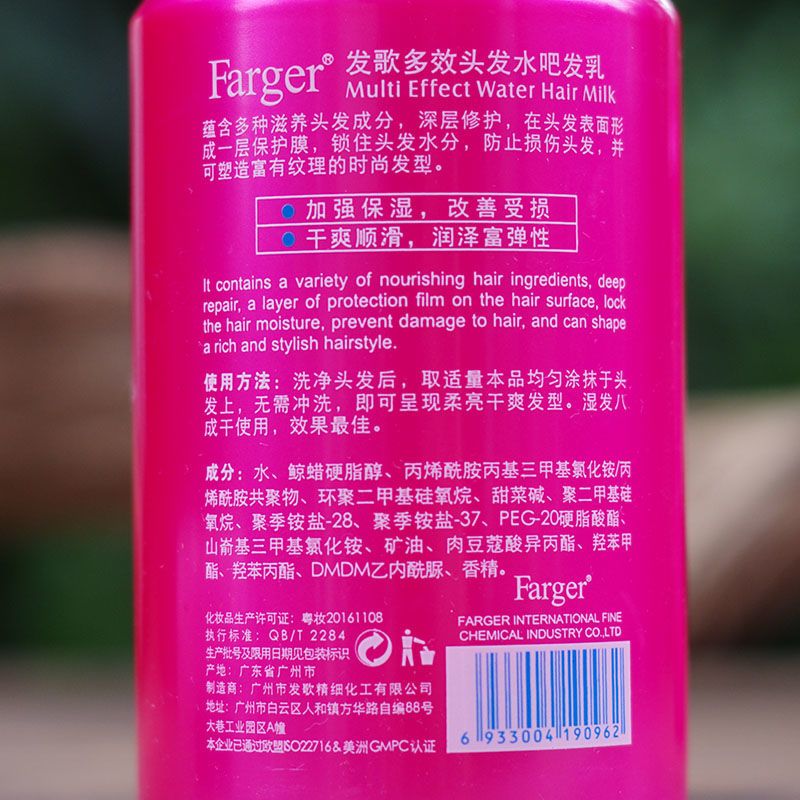 Farger® 发歌多效头发水吧发乳
Multi Effect Water Hair Milk
蕴含多种滋养头发成分，深层修护，在头发表面形
成一层保护膜，锁住头发水分，防止损伤头发，并
可塑造富有纹理的时尚发型。
● 加强保湿，改善受损
● 干爽顺滑，润泽富弹性
It contains a variety of nourishing hair ingredients, deep
repair, a layer of protection film on the hair surface, lock
the hair moisture, prevent damage to hair, and can shape
a rich and stylish hairstyle.
使用方法：洗净头发后，取适量本品均匀涂抹于头
发上，无需冲洗，即可呈现柔亮干爽发型。湿发八
成干使用，效果最佳。
成分：水、鲸蜡硬脂醇、丙烯酰胺丙基三甲基氯化铵/丙
烯酰胺共聚物、环聚二甲基硅氧烷、甜菜碱、聚二甲基硅
氧烷、聚季铵盐-28、聚季铵盐-37、PEG-20硬脂酸酯、
山嵛基三甲基氯化铵、矿油、肉豆蔻酸异丙酯、羟苯甲
酯、羟苯丙酯、DMDM乙内酰脲、香精。
Farger®
FARGER INTERNATIONAL FINE
CHEMICAL INDUSTRY CO.,LTD
化妆品生产许可证：粤妆20161108
执行标准：QB/T 2284
生产批号及限用日期见包装标识
产地：广东省广州市
制造商：广州市发歌精细化工有限公司
地址：广州市白云区人和镇方华路自编88号
大巷工业园区A幢
本企业已通过欧盟ISO22716&美洲GMPC认证
6 933004 190962